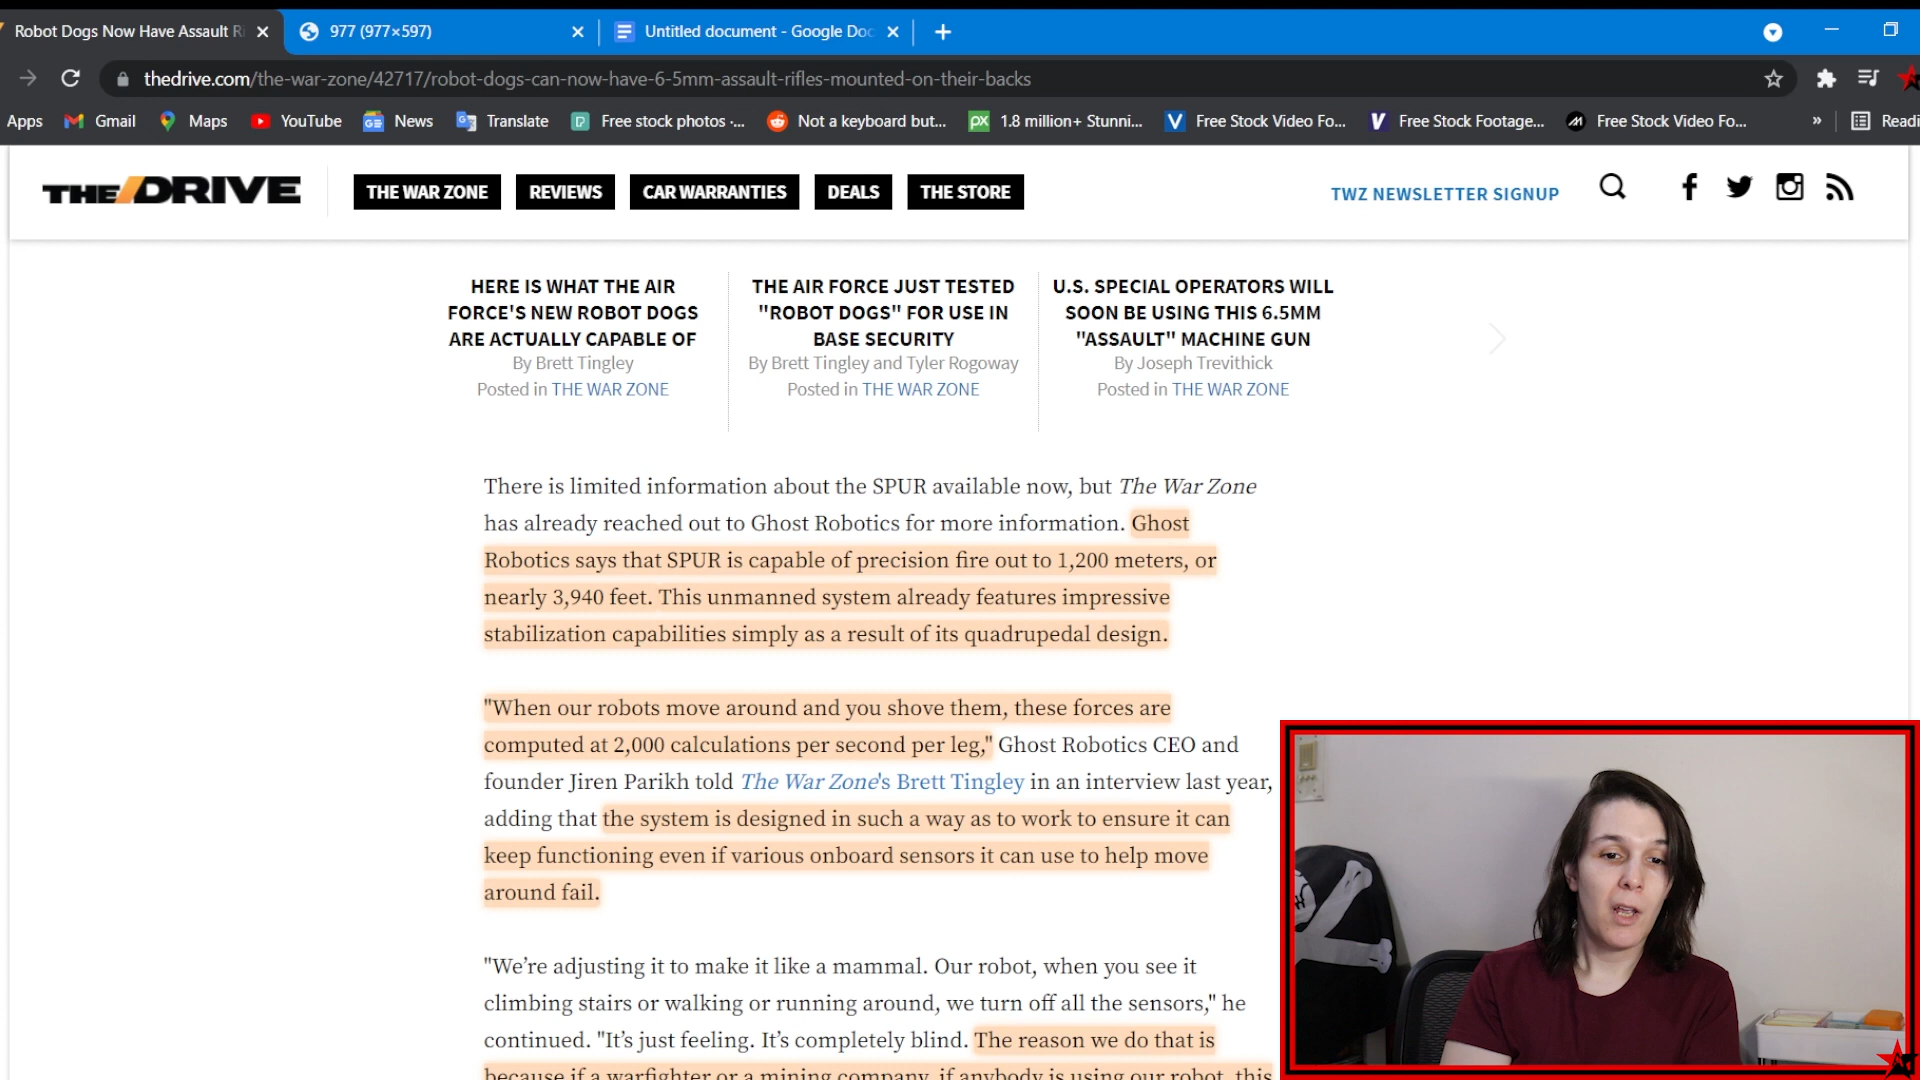 Robot Dogs Now Have Assault Ri
977 (977×597)
Untitled document - Google Doc
thedrive.com/the-war-zone/42717/robot-dogs-can-now-have-6-5mm-assault-rifles-mounted-on-their-backs
Apps
Gmail
Maps
YouTube
News
Translate
Free stock photos ·...
Not a keyboard but...
px
1.8 million+ Stunni...
Free Stock Video Fo...
Free Stock Footage...
Free Stock Video Fo...
»
Readi
THE DRIVE
THE WAR ZONE
REVIEWS
CAR WARRANTIES
DEALS
THE STORE
TWZ NEWSLETTER SIGNUP
HERE IS WHAT THE AIR
FORCE'S NEW ROBOT DOGS
ARE ACTUALLY CAPABLE OF
By Brett Tingley
Posted in THE WAR ZONE
THE AIR FORCE JUST TESTED
"ROBOT DOGS" FOR USE IN
BASE SECURITY
By Brett Tingley and Tyler Rogoway
Posted in THE WAR ZONE
U.S. SPECIAL OPERATORS WILL
SOON BE USING THIS 6.5MM
"ASSAULT" MACHINE GUN
By Joseph Trevithick
Posted in THE WAR ZONE
There is limited information about the SPUR available now, but The War Zone
has already reached out to Ghost Robotics for more information. Ghost
Robotics says that SPUR is capable of precision fire out to 1,200 meters, or
nearly 3,940 feet. This unmanned system already features impressive
stabilization capabilities simply as a result of its quadrupedal design.
"When our robots move around and you shove them, these forces are
computed at 2,000 calculations per second per leg," Ghost Robotics CEO and
founder Jiren Parikh told The War Zone's Brett Tingley in an interview last year,
adding that the system is designed in such a way as to work to ensure it can
keep functioning even if various onboard sensors it can use to help move
around fail.
"We’re adjusting it to make it like a mammal. Our robot, when you see it
climbing stairs or walking or running around, we turn off all the sensors," he
continued. "It’s just feeling. It’s completely blind. The reason we do that is
because if a warfighter or a mining company, if anybody is using our robot, this